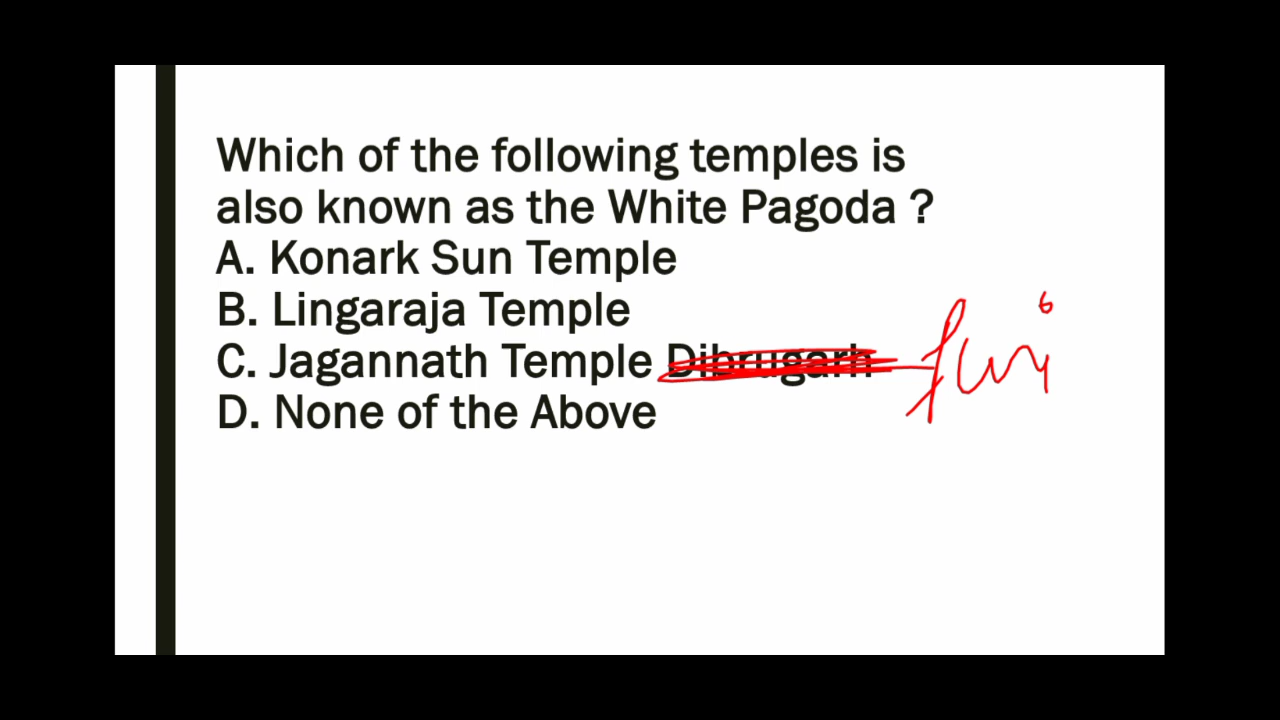 Which of the following temples is
also known as the White Pagoda ?
A. Konark Sun Temple
B. Lingaraja Temple
C. Jagannath Temple Dibrugarh Puri
D. None of the Above